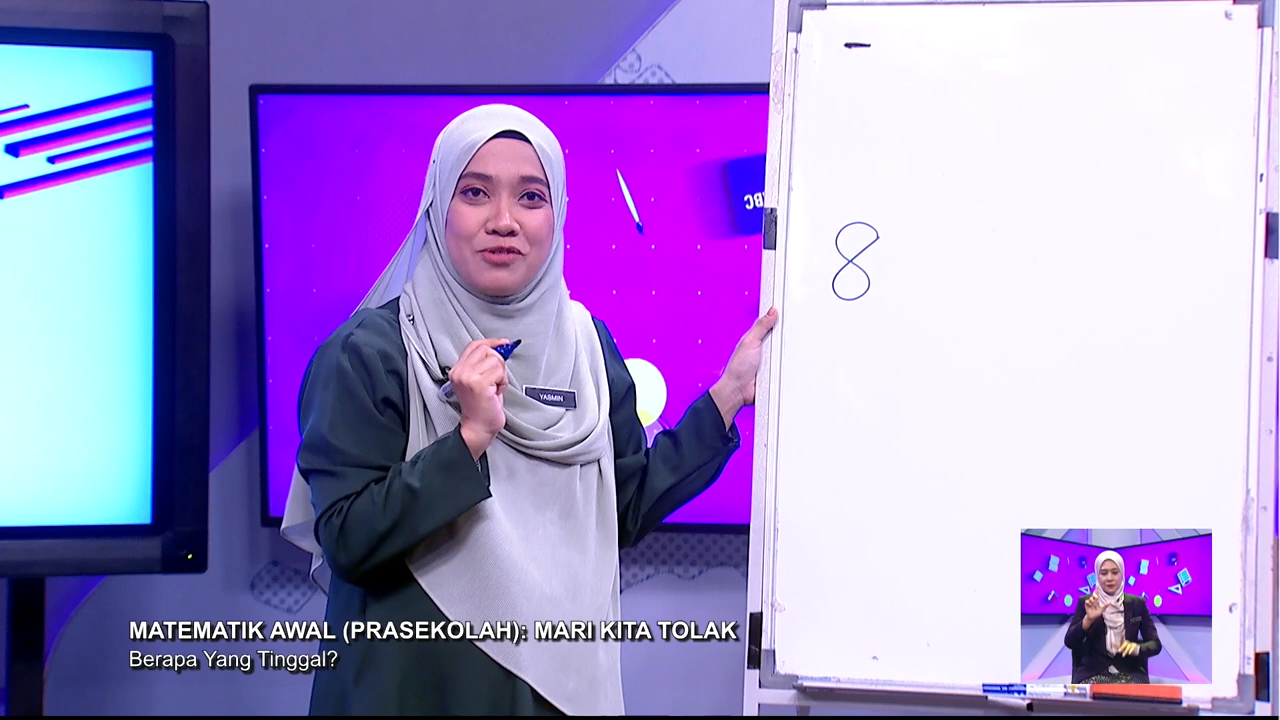 —
8
YASMIN
MATEMATIK AWAL (PRASEKOLAH): MARI KITA TOLAK
Berapa Yang Tinggal?